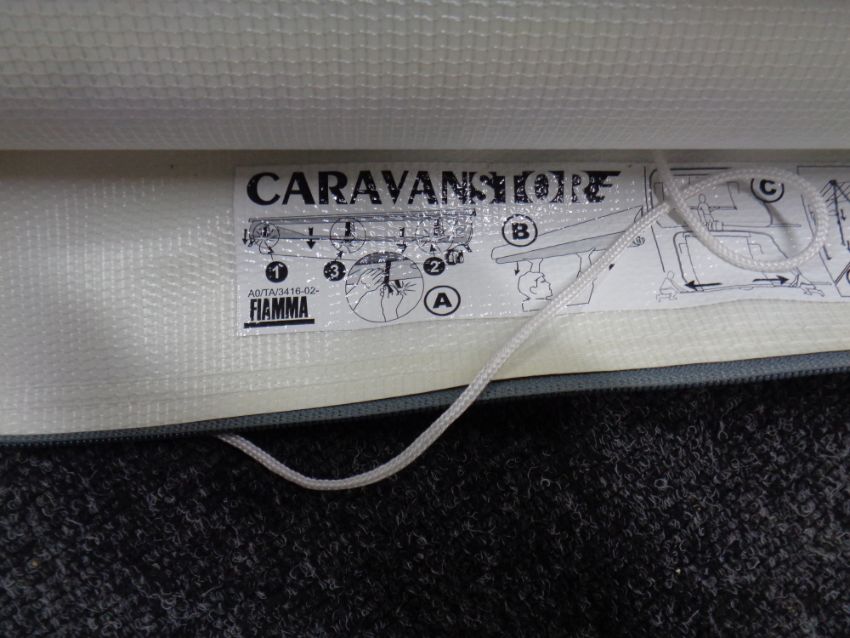 CARAVANSTORE
B
C
1
3
2
A
A0/TA/3416-02-
FIAMMA